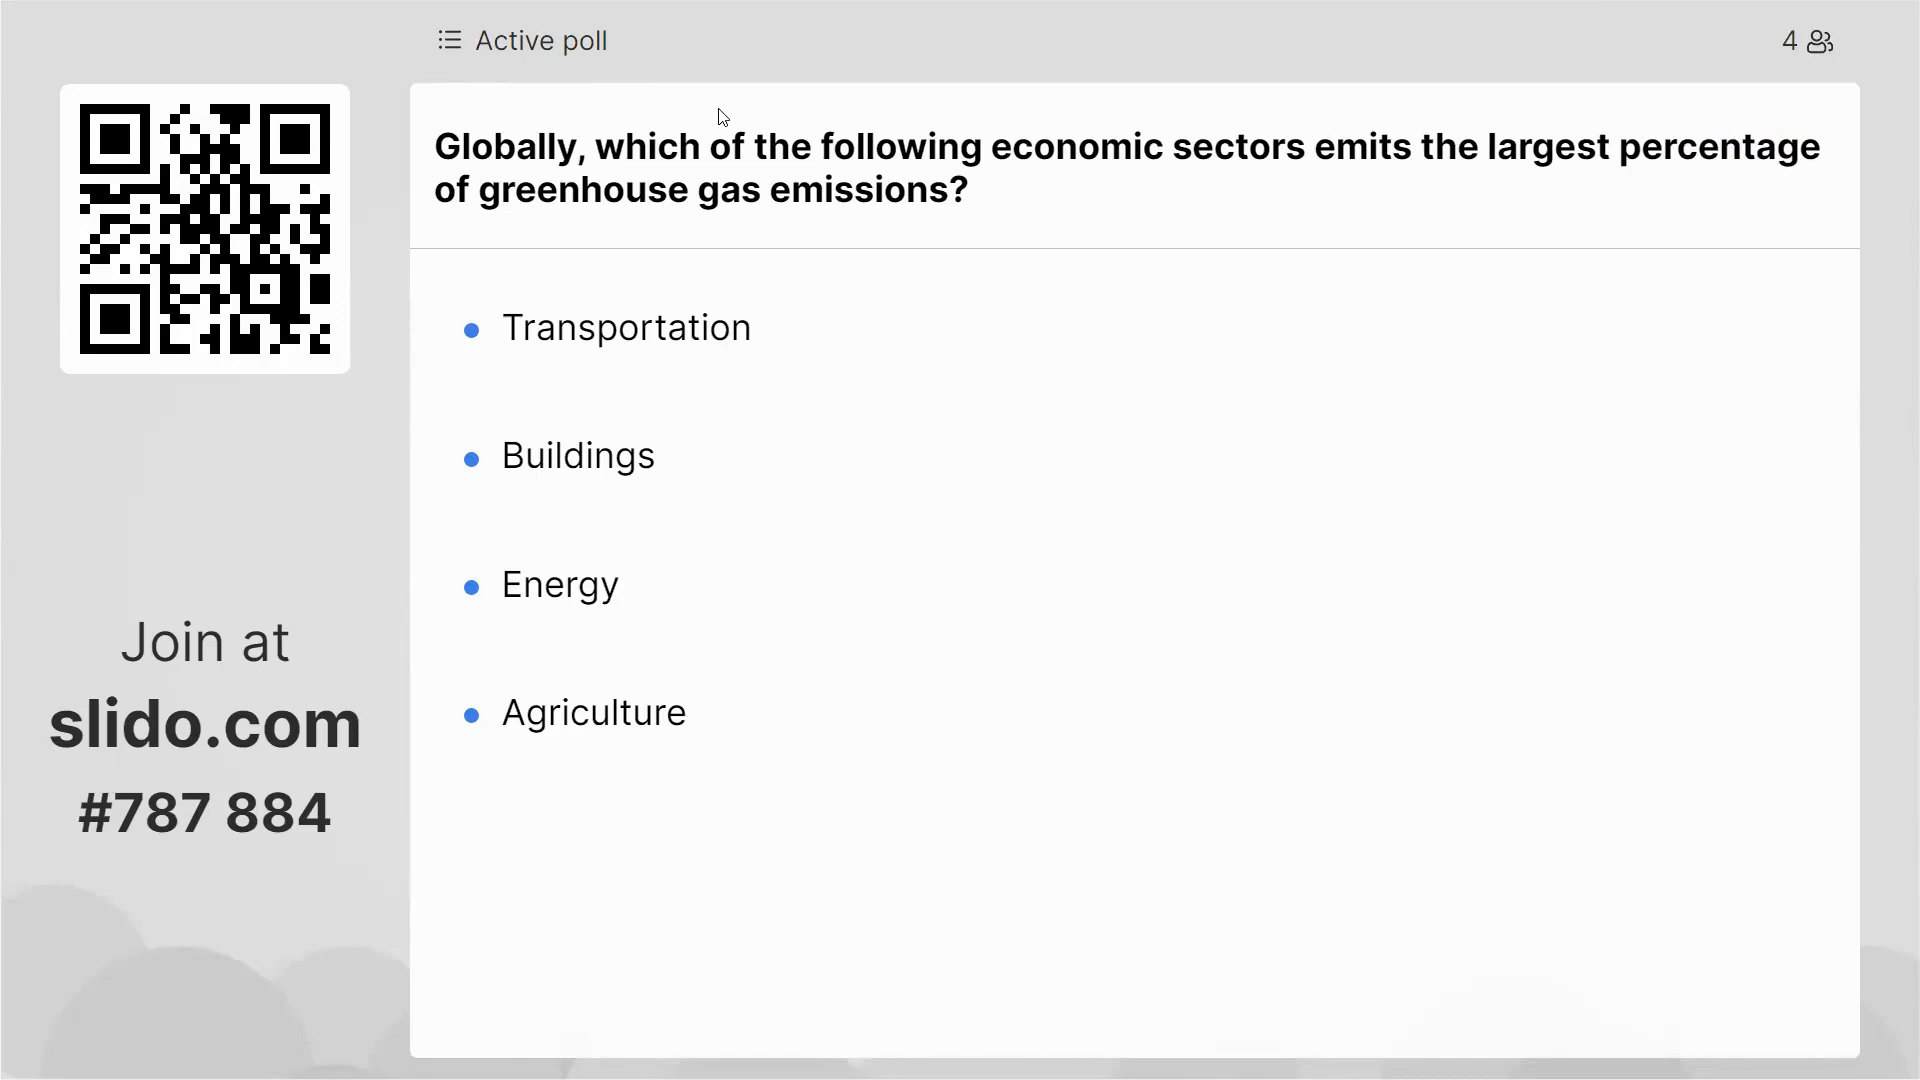 Active poll
4
Globally, which of the following economic sectors emits the largest percentage
of greenhouse gas emissions?
Transportation
Buildings
Energy
Agriculture
Join at
slido.com
#787 884